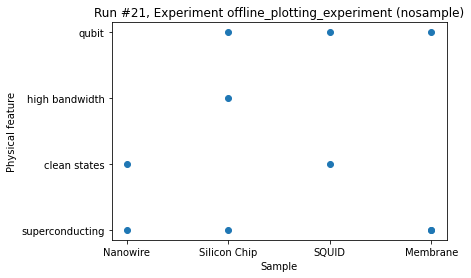 Run #21, Experiment offline_plotting_experiment (nosample)
qubit
high bandwidth
clean states
superconducting
Physical feature
Nanowire
Silicon Chip
SQUID
Membrane
Sample